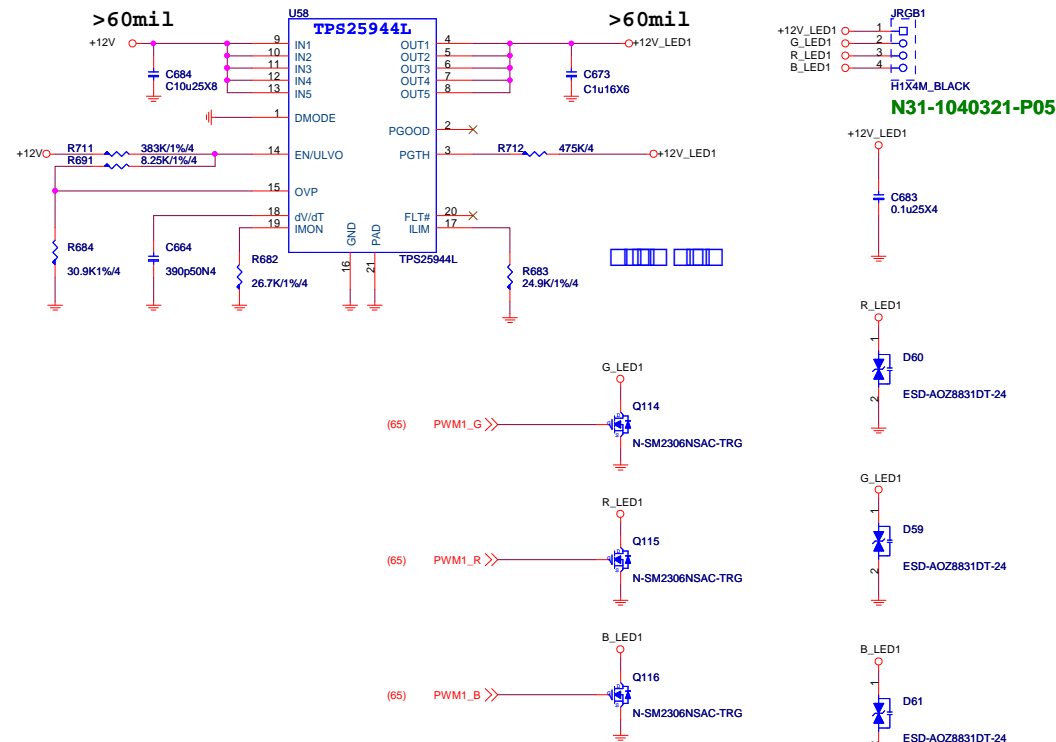 >60mil
+12V
U58
TPS25944L
>60mil
+12V_LED1
9 IN1
10 IN2
11 IN3
12 IN4
13 IN5
1 DMODE
14 EN/ULVO
15 OVP
18 dV/dT
19 IMON
OUT1 4
OUT2 5
OUT3 6
OUT4 7
OUT5 8
PGOOD 2
PGTH 3
FLT# 20
ILIM 17
GND 16
PAD 21
TPS25944L
C684
C10u25X8
C673
C1u16X6
+12V
R711 383K/1%/4
R691 8.25K/1%/4
R712 475K/4
+12V_LED1
R684
30.9K1%/4
C664
390p50N4
R682
26.7K/1%/4
R683
24.9K/1%/4
JRGB1
+12V_LED1 1
G_LED1 2
R_LED1 3
B_LED1 4
H1X4M_BLACK
N31-1040321-P05
+12V_LED1
C683
0.1u25X4
R_LED1
1
D60
ESD-AOZ8831DT-24
2
G_LED1
Q114
(65) PWM1_G
N-SM2306NSAC-TRG
G_LED1
1
D59
ESD-AOZ8831DT-24
2
R_LED1
Q115
(65) PWM1_R
N-SM2306NSAC-TRG
B_LED1
Q116
(65) PWM1_B
N-SM2306NSAC-TRG
B_LED1
1
D61
ESD-AOZ8831DT-24